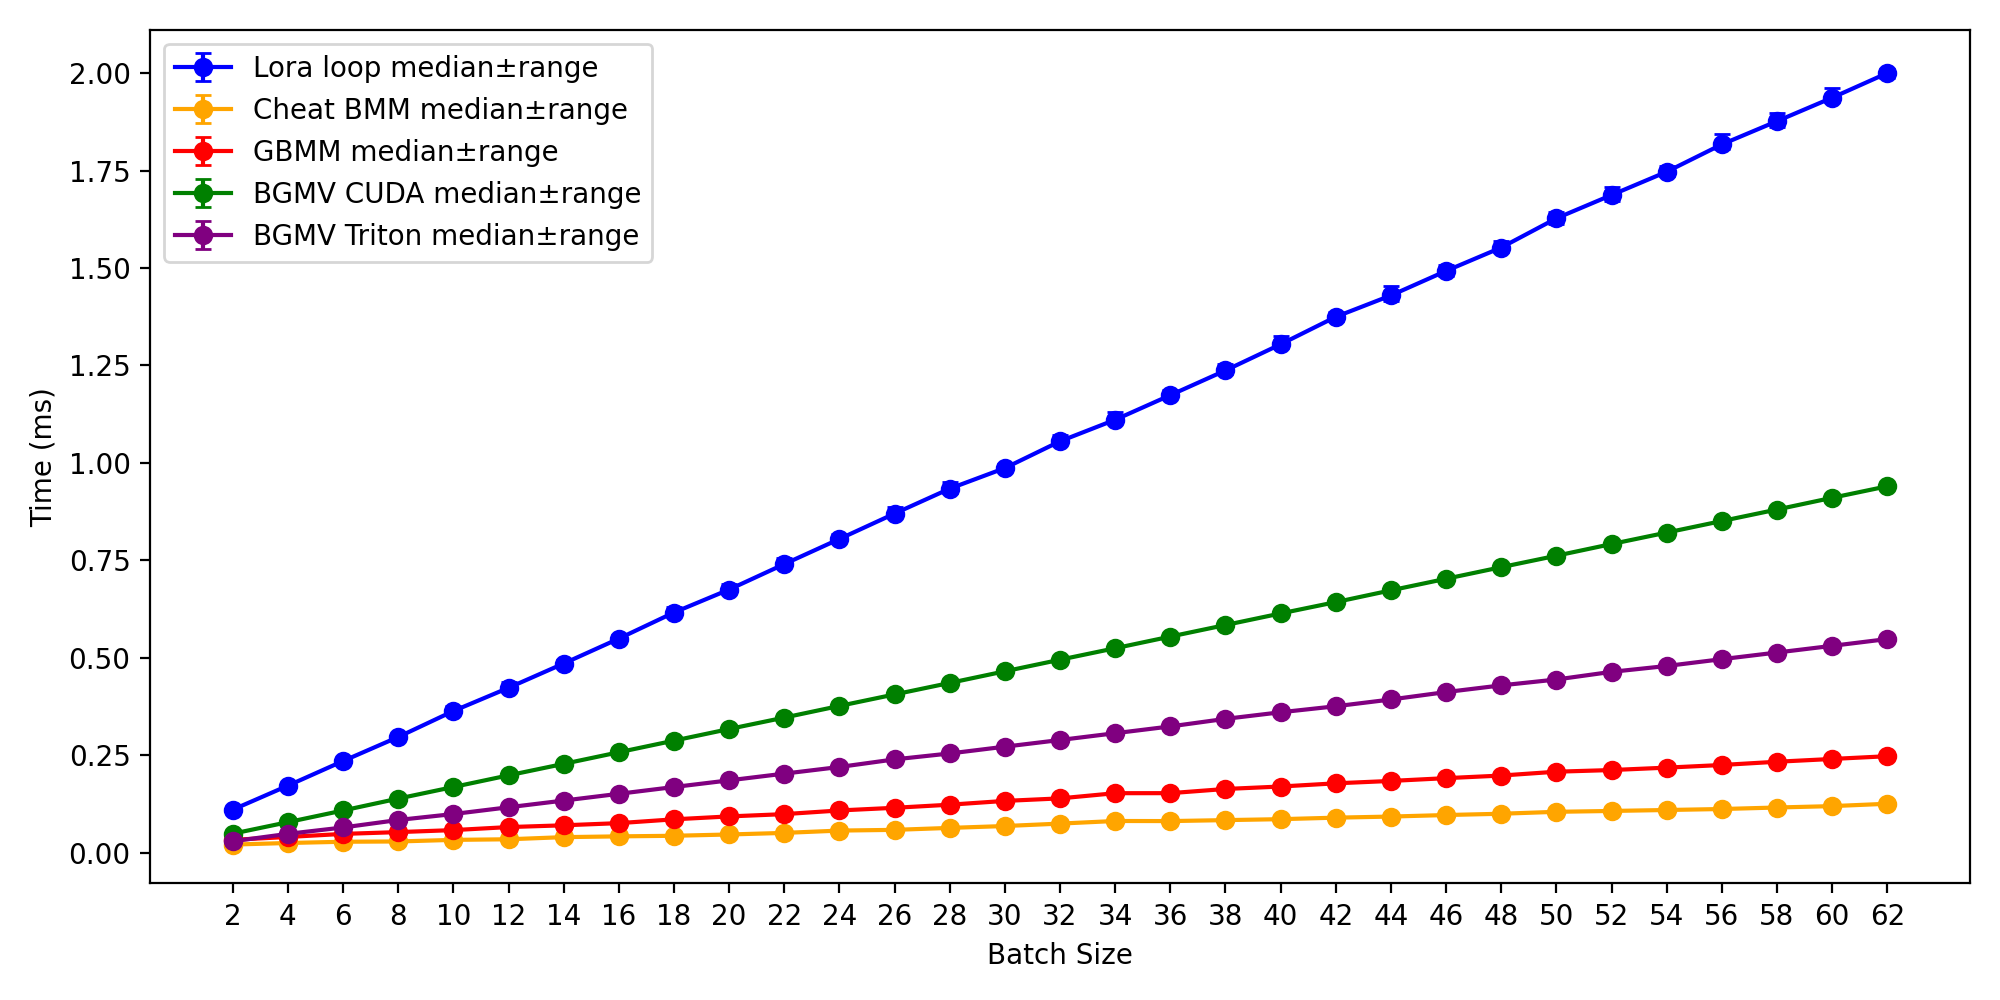 Lora loop median±range
Cheat BMM median±range
GBMM median±range
BGMV CUDA median±range
BGMV Triton median±range
2.00
1.75
1.50
1.25
1.00
0.75
0.50
0.25
0.00
Time (ms)
2 4 6 8 10 12 14 16 18 20 22 24 26 28 30 32 34 36 38 40 42 44 46 48 50 52 54 56 58 60 62
Batch Size